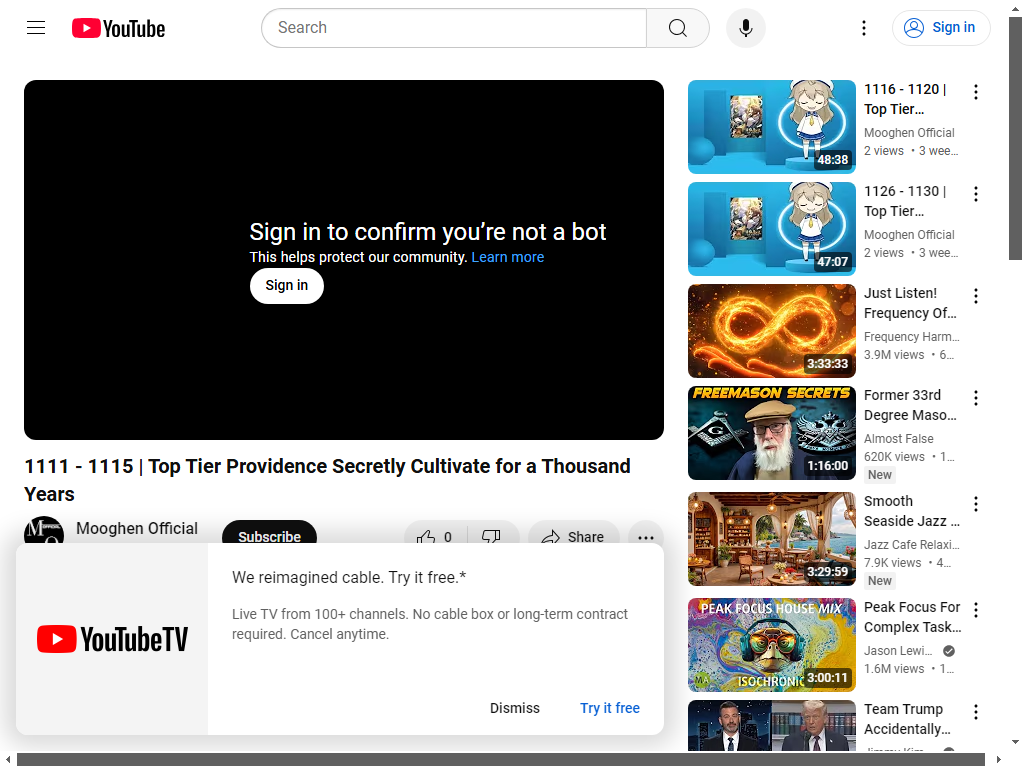 YouTube
Search
Sign in
Sign in to confirm you’re not a bot
This helps protect our community. Learn more
Sign in
1111 - 1115 | Top Tier Providence Secretly Cultivate for a Thousand
Years
Mooghen Official
Subscribe
0
Share
We reimagined cable. Try it free.*
Live TV from 100+ channels. No cable box or long-term contract
required. Cancel anytime.
YouTubeTV
Dismiss
Try it free
48:38
1116 - 1120 |
Top Tier…
Mooghen Official
2 views • 3 wee…
47:07
1126 - 1130 |
Top Tier…
Mooghen Official
2 views • 3 wee…
3:33:33
Just Listen!
Frequency Of…
Frequency Harm…
3.9M views • 6…
FREEMASON SECRETS
1:16:00
Former 33rd
Degree Maso…
Almost False
620K views • 1…
New
3:29:59
Smooth
Seaside Jazz …
Jazz Cafe Relaxi…
7.9K views • 4…
New
PEAK FOCUS HOUSE MIX
ISOCHRONIC
3:00:11
Peak Focus For
Complex Task…
Jason Lewi…
1.6M views • 1…
Team Trump
Accidentally…